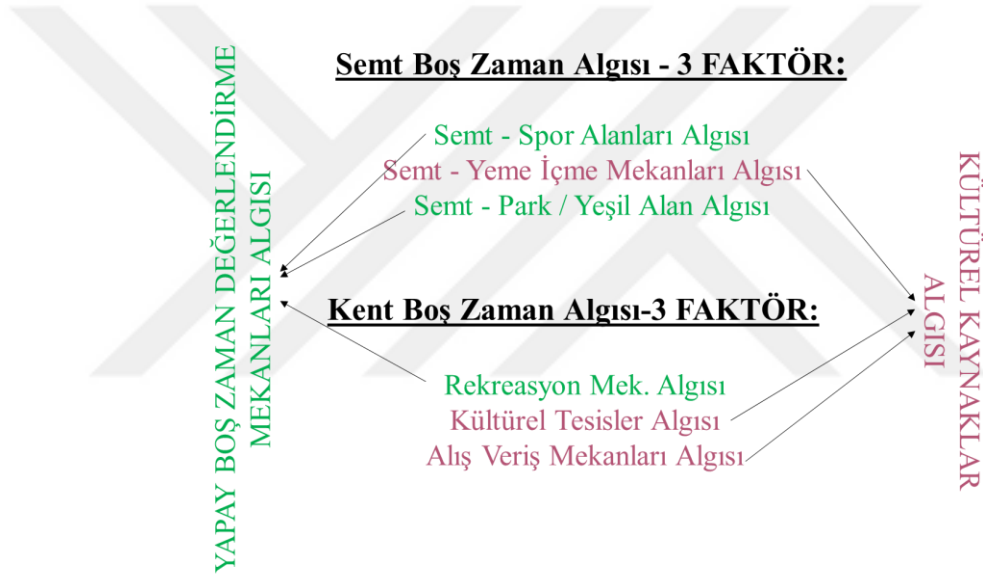 YAPAY BOŞ ZAMAN DEĞERLENDİRME
MEKANLARI ALGISI
Semt Boş Zaman Algısı - 3 FAKTÖR:
Semt - Spor Alanları Algısı
Semt - Yeme İçme Mekanları Algısı
Semt - Park / Yeşil Alan Algısı
Kent Boş Zaman Algısı-3 FAKTÖR:
Rekreasyon Mek. Algısı
Kültürel Tesisler Algısı
Alış Veriş Mekanları Algısı
KÜLTÜREL KAYNAKLAR
ALGISI